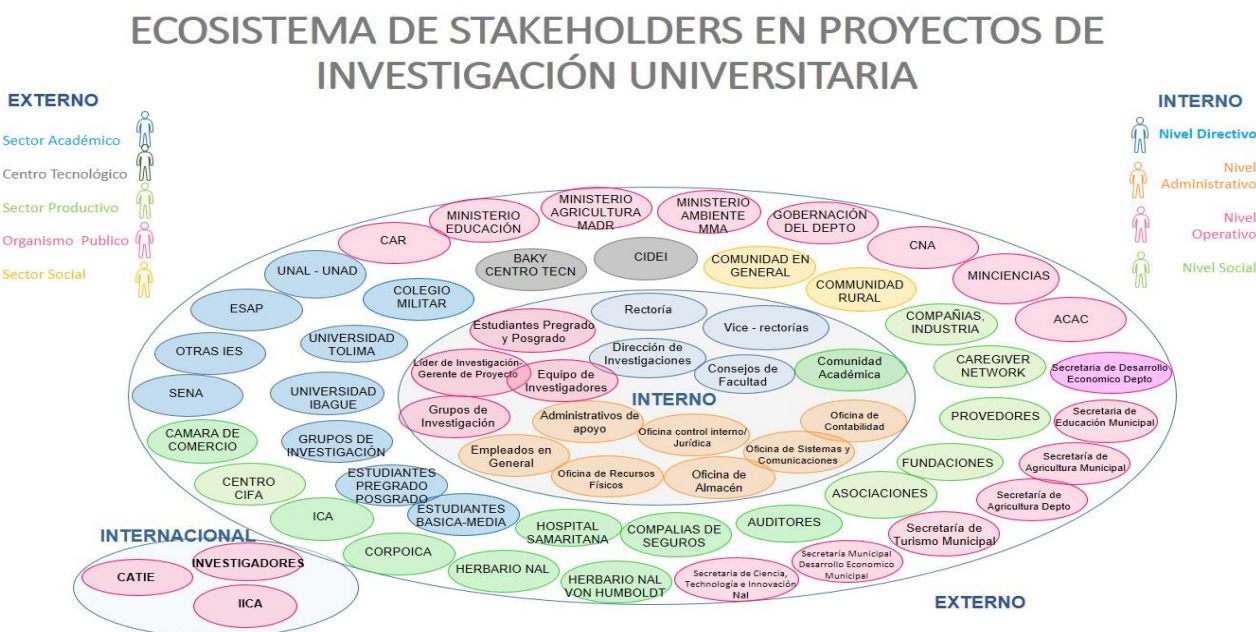 ECOSISTEMA DE STAKEHOLDERS EN PROYECTOS DE
INVESTIGACIÓN UNIVERSITARIA
EXTERNO
Sector Académico
Centro Tecnológico
Sector Productivo
Organismo Publico
Sector Social
INTERNO
Nivel Directivo
Nivel
Administrativo
Nivel
Operativo
Nivel Social
CAR
MINISTERIO
EDUCACIÓN
MINISTERIO
AGRICULTURA
MADR
MINISTERIO
AMBIENTE
MMA
GOBERNACIÓN
DEL DEPTO
CNA
MINCIENCIAS
ACAC
UNAL - UNAD
BAKY
CENTRO TECN
CIDEI
COMUNIDAD EN
GENERAL
COMMUNIDAD
RURAL
COMPAÑIAS,
INDUSTRIA
ESAP
COLEGIO
MILITAR
OTRAS IES
UNIVERSIDAD
TOLIMA
SENA
UNIVERSIDAD
IBAGUE
CAMARA DE
COMERCIO
GRUPOS DE
INVESTIGACIÓN
CENTRO
CIFA
ESTUDIANTES
PREGRADO
POSGRADO
ICA
ESTUDIANTES
BASICA-MEDIA
Rectoría
Vice - rectorías
Estudiantes Pregrado
y Posgrado
Dirección de
Investigaciones
Consejos de
Facultad
Comunidad
Académica
Líder de Investigación-
Gerente de Proyecto
Equipo de
Investigadores
INTERNO
Grupos de
Investigación
Administrativos de
apoyo
Oficina control interno/
Jurídica
Oficina de
Contabilidad
Empleados en
General
Oficina de Recursos
Físicos
Oficina de
Almacén
Oficina de Sistemas y
Comunicaciones
CAREGIVER
NETWORK
Secretaria de Desarrollo
Economico Depto
PROVEDORES
Secretaria de
Educación Municipal
FUNDACIONES
Secretaría de
Agricultura Municipal
ASOCIACIONES
Secretaría de
Agricultura Depto
Secretaría de
Turismo Municipal
CORPOICA
HERBARIO NAL
HOSPITAL
SAMARITANA
COMPALIAS DE
SEGUROS
AUDITORES
HERBARIO NAL
VON HUMBOLDT
Secretaria de Ciencia,
Technología e Innovación
Nal
Secretaría Municipal
Desarrollo Economico
Municipal
INTERNACIONAL
CATIE
INVESTIGADORES
IICA
EXTERNO